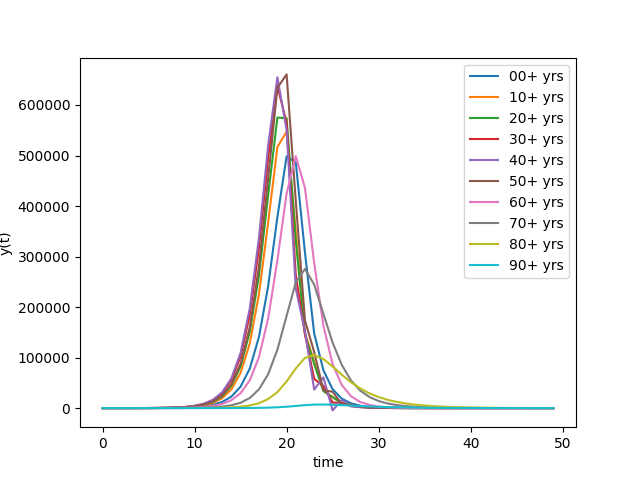 00+ yrs
10+ yrs
20+ yrs
30+ yrs
40+ yrs
50+ yrs
60+ yrs
70+ yrs
80+ yrs
90+ yrs
600000
500000
400000
300000
200000
100000
0
y(t)
0 10 20 30 40 50
time